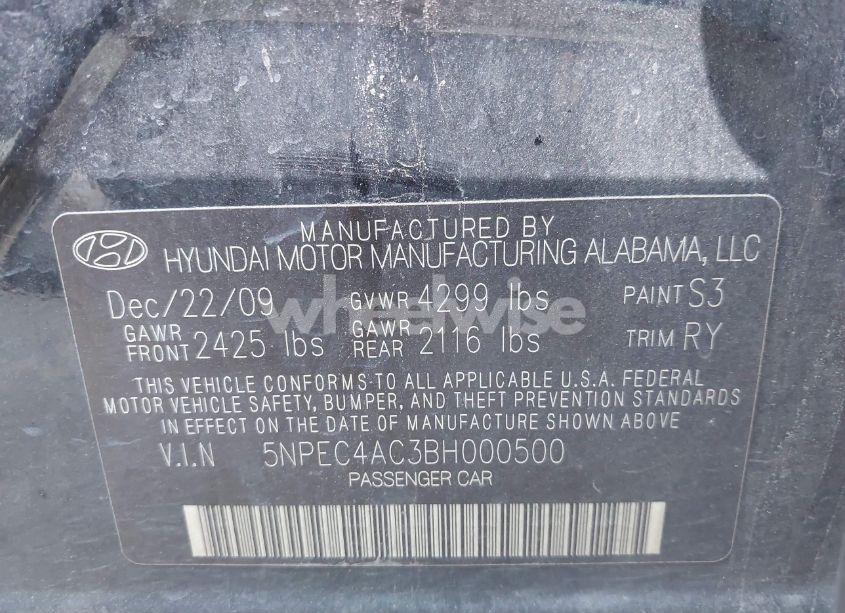 MANUFACTURED BY
HYUNDAI MOTOR MANUFACTURING ALABAMA, LLC
Dec/22/09 GVWR 4299 lbs PAINT S3
GAWR FRONT 2425 lbs GAWR REAR 2116 lbs TRIM RY
THIS VEHICLE CONFORMS TO ALL APPLICABLE U.S.A. FEDERAL
MOTOR VEHICLE SAFETY, BUMPER, AND THEFT PREVENTION STANDARDS
IN EFFECT ON THE DATE OF MANUFACTURE SHOWN ABOVE
V.I.N 5NPEC4AC3BH000500
PASSENGER CAR
wheelwise